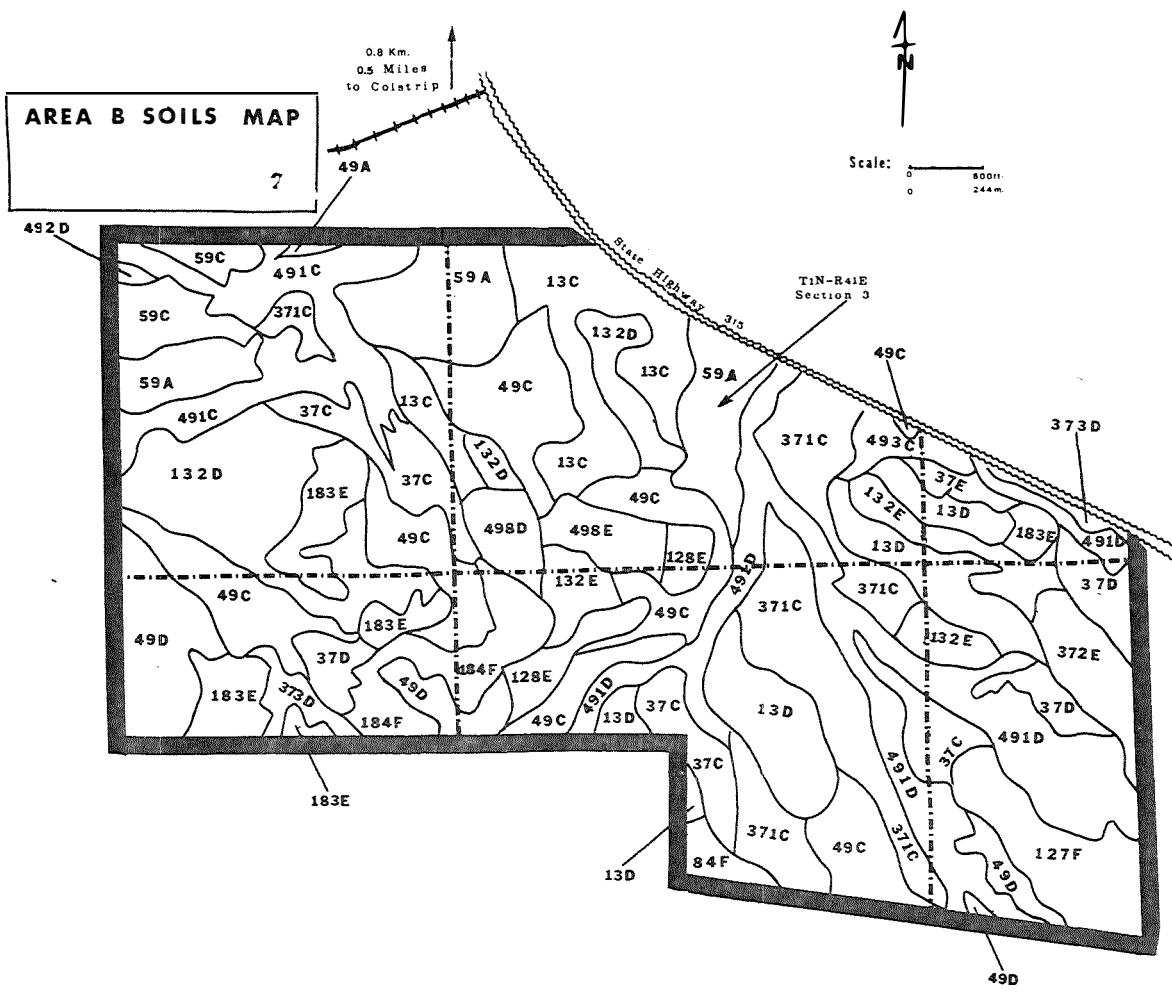 0.8 Km.
0.5 Miles
to Colstrip
N
AREA B SOILS MAP
7
Scale:
0 800ft.
0 244m.
49A
492D
59C
491C
59A
13C
State Highway 315
T1N-R41E
Section 3
59C
371C
132D
49C
13C
59A
49C
59A
491C
37C
13C
371C
493C
373D
132D
183E
37C
132D
13C
49C
37E
132E
13D
183E
491D
49C
498D
498E
128E
13D
492D
37D
49C
132E
371C
371C
49D
183E
49C
132E
372E
37D
184F
128E
183E
373D
49D
491D
37C
13D
37D
184F
49C
13D
491D
37C
491D
183E
37C
371C
49C
371C
127F
49D
13D
84F
49D